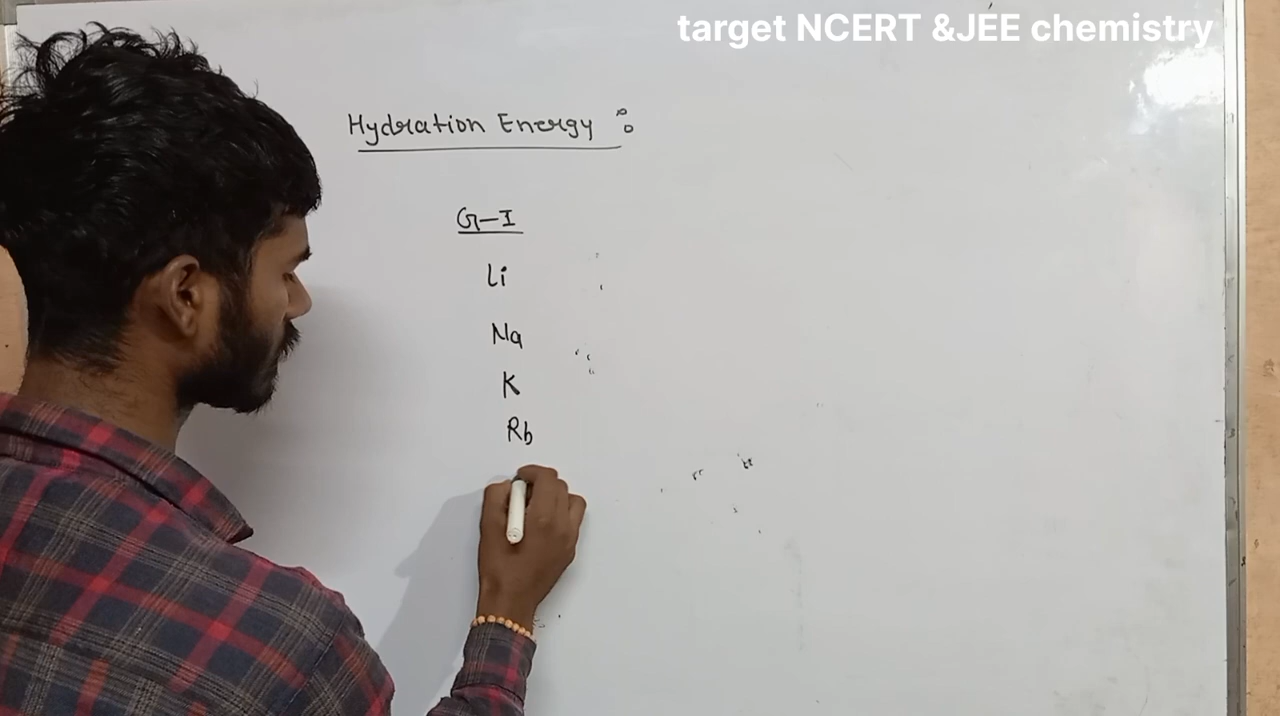 target NCERT &JEE chemistry
Hydration Energy :
G-I
Li
Na
K
Rb